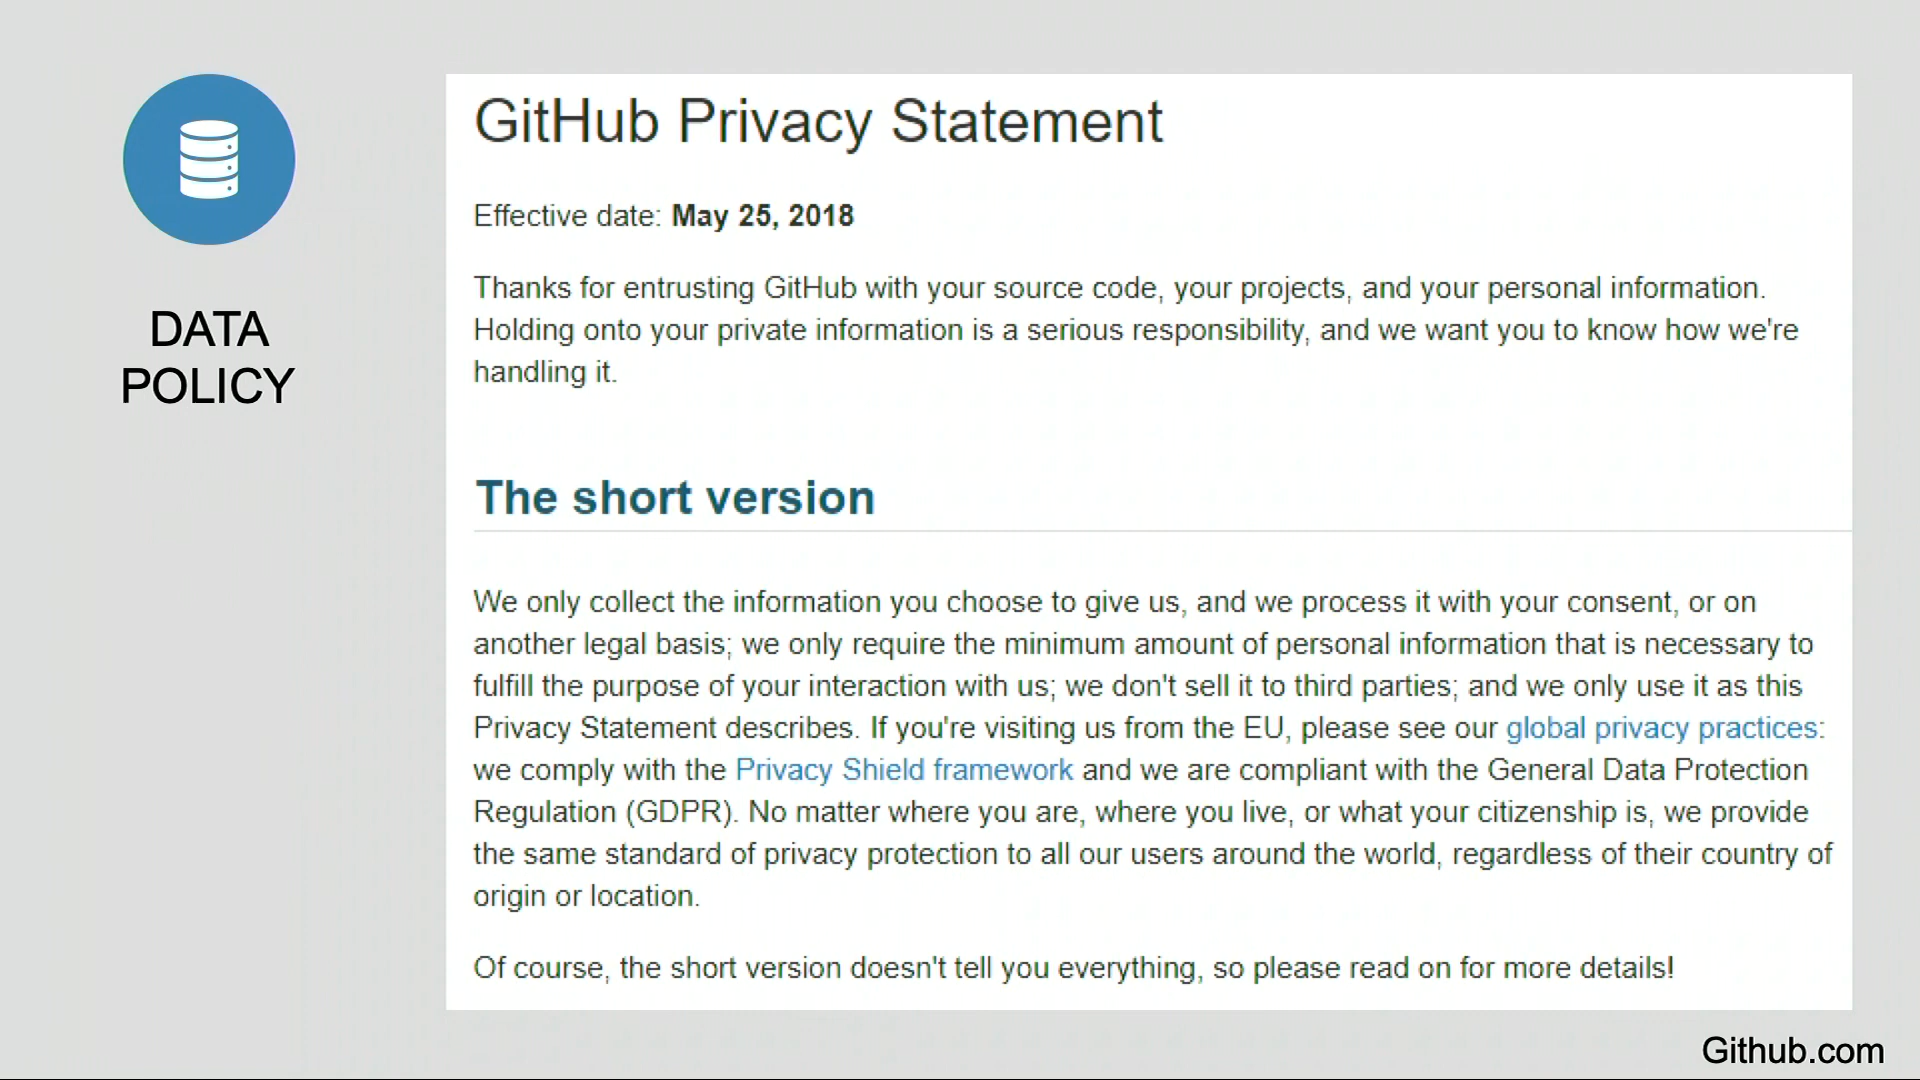 DATA
POLICY
GitHub Privacy Statement
Effective date: May 25, 2018
Thanks for entrusting GitHub with your source code, your projects, and your personal information.
Holding onto your private information is a serious responsibility, and we want you to know how we're
handling it.
The short version
We only collect the information you choose to give us, and we process it with your consent, or on
another legal basis; we only require the minimum amount of personal information that is necessary to
fulfill the purpose of your interaction with us; we don't sell it to third parties; and we only use it as this
Privacy Statement describes. If you're visiting us from the EU, please see our global privacy practices:
we comply with the Privacy Shield framework and we are compliant with the General Data Protection
Regulation (GDPR). No matter where you are, where you live, or what your citizenship is, we provide
the same standard of privacy protection to all our users around the world, regardless of their country of
origin or location.
Of course, the short version doesn't tell you everything, so please read on for more details!
Github.com